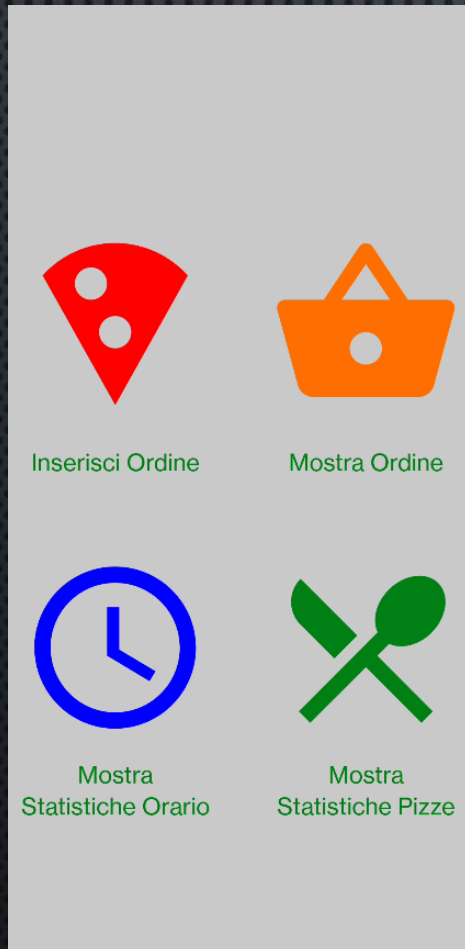 Inserisci Ordine
Mostra Ordine
Mostra
Statistiche Orario
Mostra
Statistiche Pizze